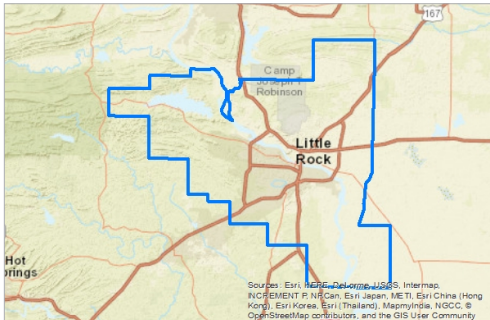 167
Camp
Joseph T
Robinson
Little
Rock
Hot
prings
Sources: Esri, HERE, DeLorme, USGS, Intermap,
INCREMENT P, NRCan, Esri Japan, METI, Esri China (Hong
Kong), Esri Korea, Esri (Thailand), MapmyIndia, NGCC, ©
OpenStreetMap contributors, and the GIS User Community